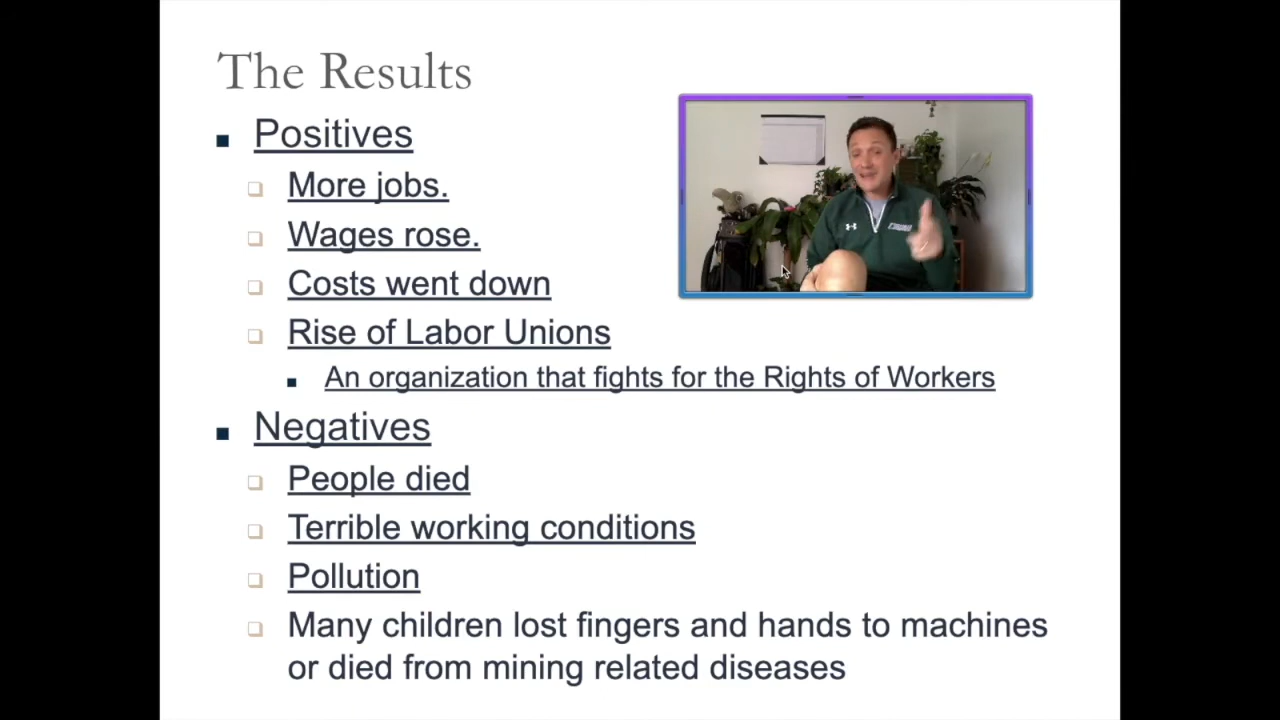 The Results
Positives
More jobs.
Wages rose.
Costs went down
Rise of Labor Unions
An organization that fights for the Rights of Workers
Negatives
People died
Terrible working conditions
Pollution
Many children lost fingers and hands to machines
or died from mining related diseases